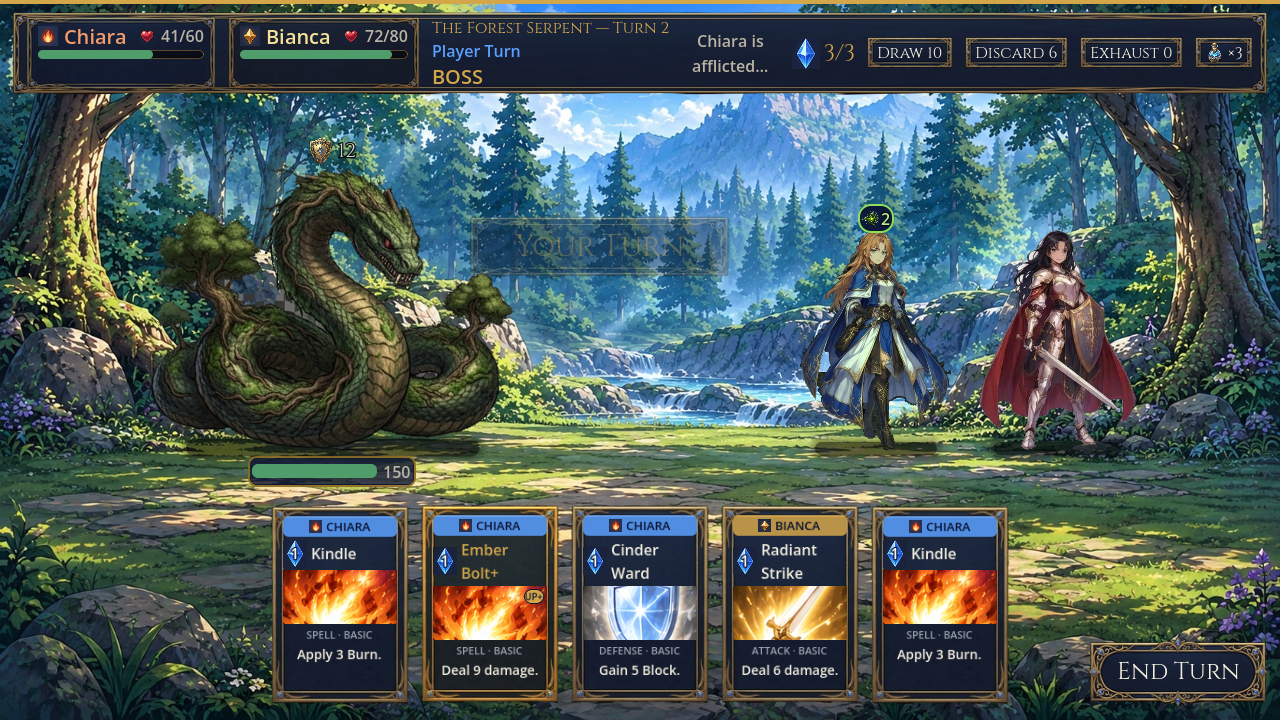 Chiara 41/60
Bianca 72/80
The Forest Serpent — Turn 2
Player Turn
BOSS
Chiara is
afflicted...
3/3
Draw 10
Discard 6
Exhaust 0
×3
12
Your Turn
2
150
CHIARA
1 Kindle
SPELL · BASIC
Apply 3 Burn.
CHIARA
1 Ember
Bolt+
UP+
SPELL · BASIC
Deal 9 damage.
CHIARA
1 Cinder
Ward
DEFENSE · BASIC
Gain 5 Block.
BIANCA
1 Radiant
Strike
ATTACK · BASIC
Deal 6 damage.
CHIARA
1 Kindle
SPELL · BASIC
Apply 3 Burn.
End Turn